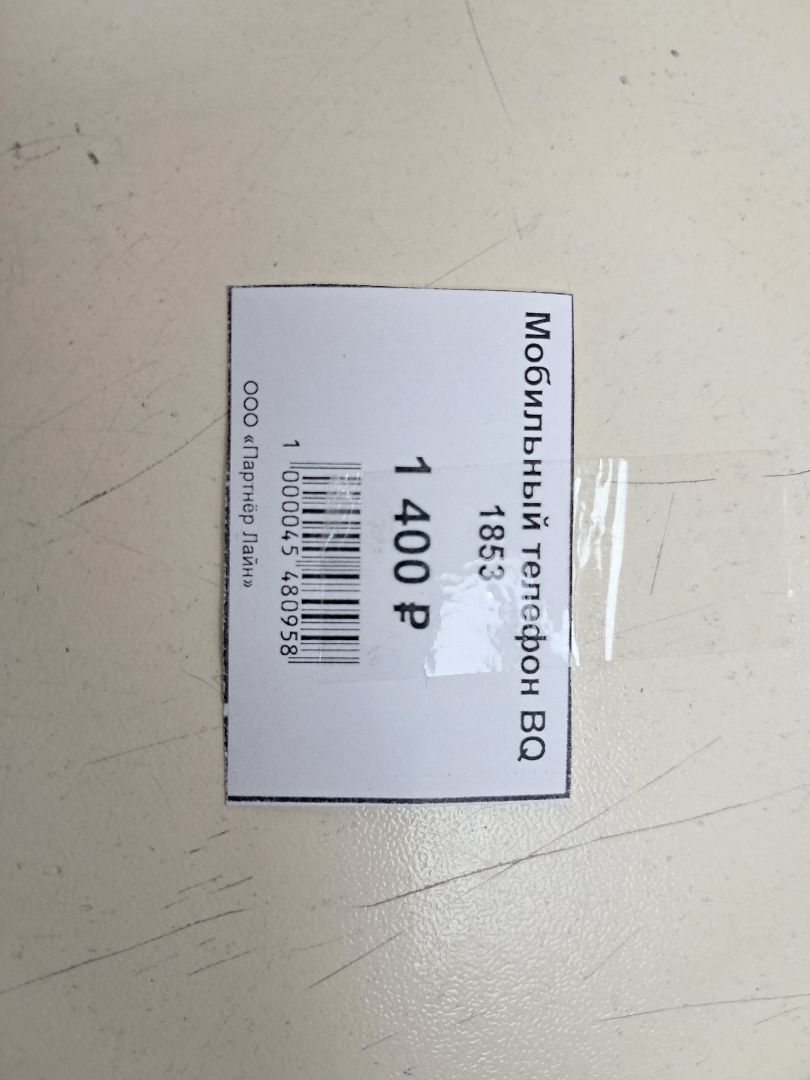 Мобильный телефон BQ
1853
1 400 ₽
1 000045 480958
ООО «Партнёр Лайн»